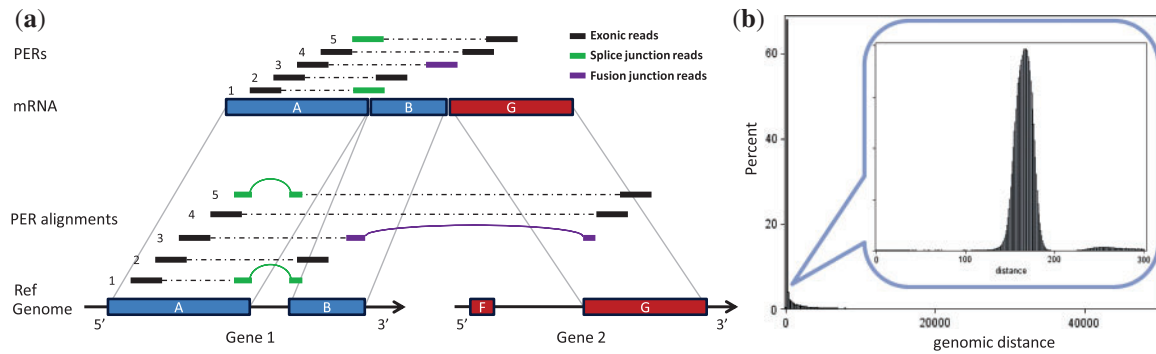 (a)
PERs
5
4
3
2
1
Exonic reads
Splice junction reads
Fusion junction reads
mRNA
A
B
G
PER alignments
5
4
3
2
1
Ref
Genome
A
B
F
G
5’
3’
5’
3’
Gene 1
Gene 2
(b)
Percent
60
40
20
0
0
20000
40000
genomic distance
0
100
200
300
distance